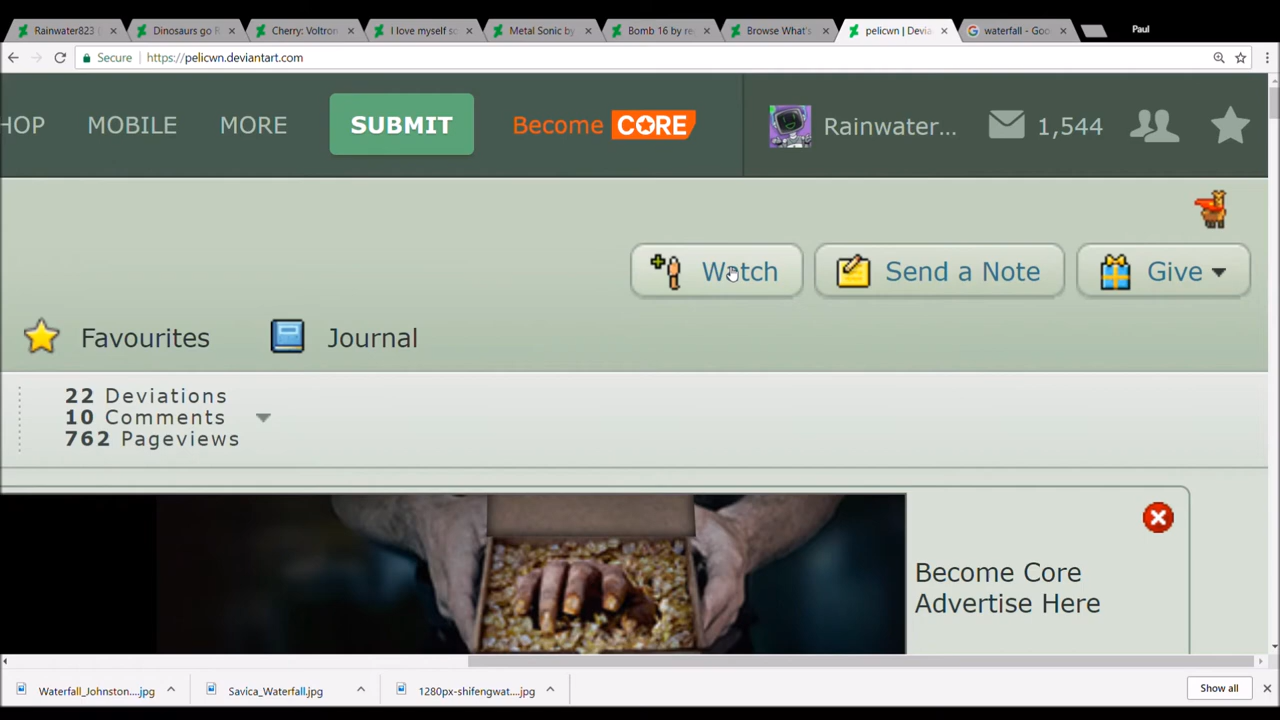 Rainwater823
Dinosaurs go
Cherry: Voltron
I love myself
Metal Sonic by
Bomb 16 by
Browse What's
pelicwn | Devia
waterfall - Goo
Paul
Secure
https://pelicwn.deviantart.com
HOP
MOBILE
MORE
SUBMIT
Become CORE
Rainwater...
1,544
Watch
Send a Note
Give
Favourites
Journal
22 Deviations
10 Comments
762 Pageviews
Become Core
Advertise Here
Waterfall_Johnston....jpg
Savica_Waterfall.jpg
1280px-shifengwat....jpg
Show all